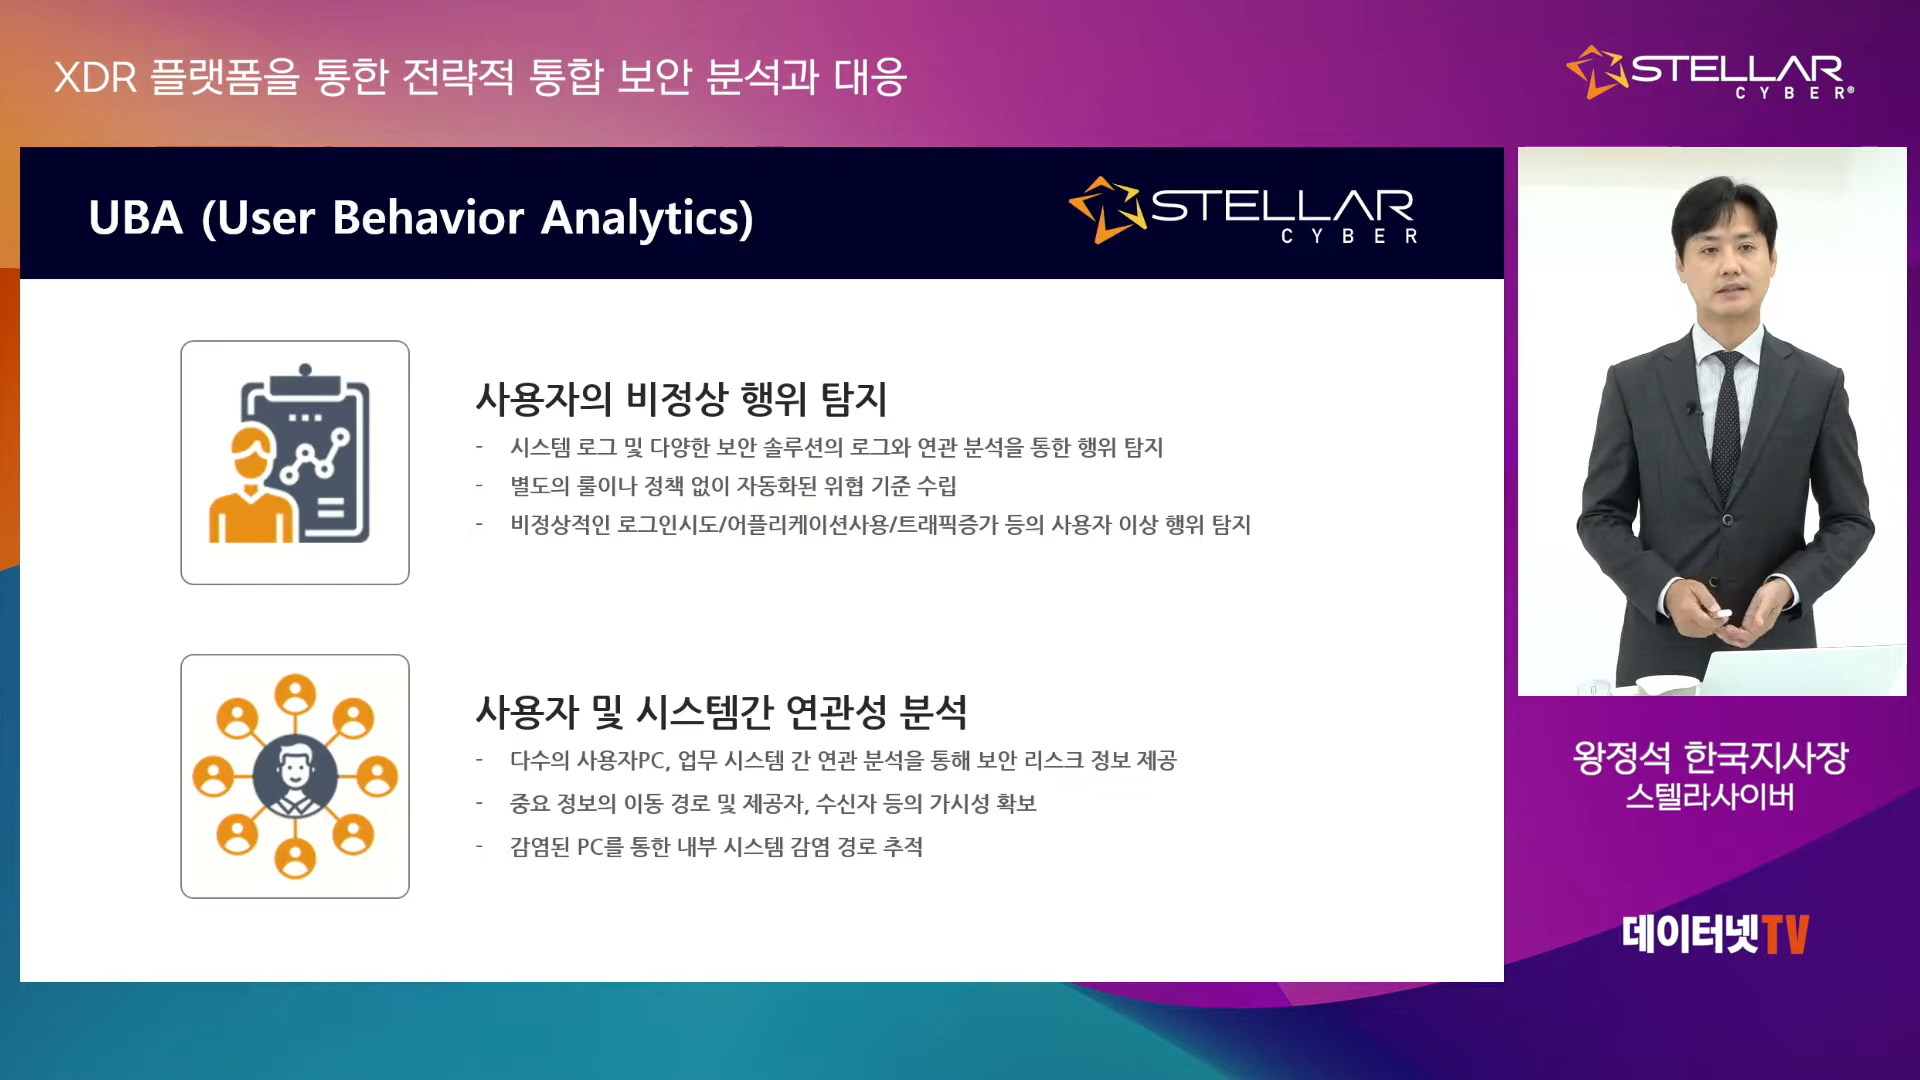 XDR 플랫폼을 통한 전략적 통합 보안 분석과 대응
STELLAR
CYBER®
UBA (User Behavior Analytics)
STELLAR
CYBER
사용자의 비정상 행위 탐지
- 시스템 로그 및 다양한 보안 솔루션의 로그와 연관 분석을 통한 행위 탐지
- 별도의 룰이나 정책 없이 자동화된 위협 기준 수립
- 비정상적인 로그인시도/어플리케이션사용/트래픽증가 등의 사용자 이상 행위 탐지
사용자 및 시스템간 연관성 분석
- 다수의 사용자PC, 업무 시스템 간 연관 분석을 통해 보안 리스크 정보 제공
- 중요 정보의 이동 경로 및 제공자, 수신자 등의 가시성 확보
- 감염된 PC를 통한 내부 시스템 감염 경로 추적
왕정석 한국지사장
스텔라사이버
데이터넷TV